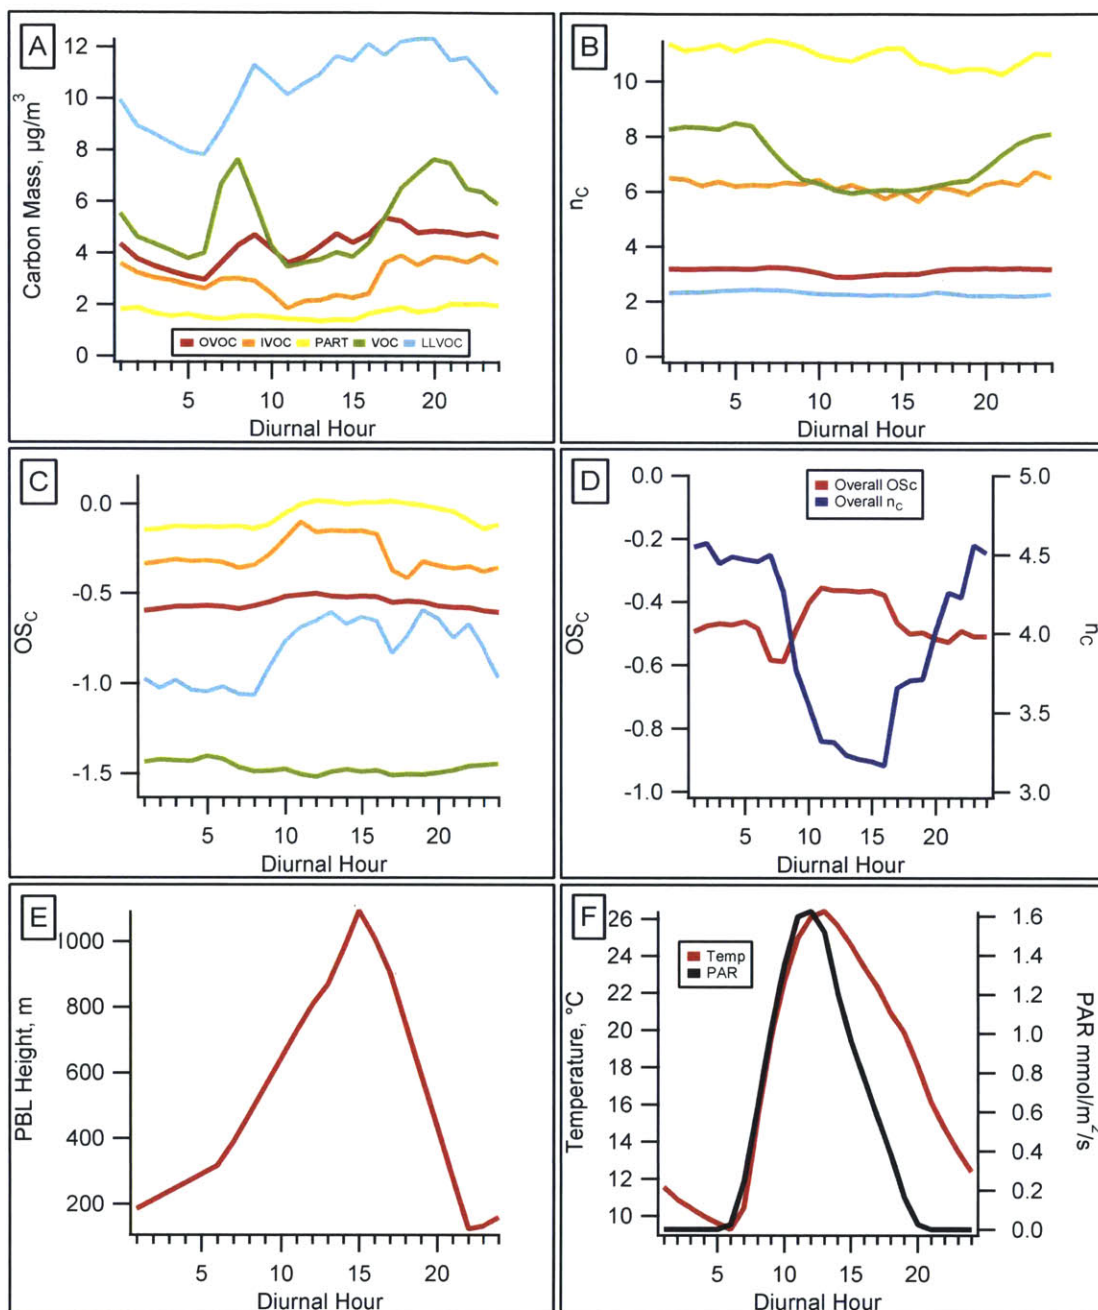 A
Carbon Mass, µg/m³
12
10
8
6
4
2
0
OVOC IVOC PART VOC LLVOC
5 10 15 20
Diurnal Hour
B
n_C
10
8
6
4
2
0
5 10 15 20
Diurnal Hour
C
OS_C
0.0
-0.5
-1.0
-1.5
5 10 15 20
Diurnal Hour
D
OS_C
0.0
-0.2
-0.4
-0.6
-0.8
-1.0
Overall OSc
Overall n_c
5.0
4.5
4.0
3.5
3.0
n_C
5 10 15 20
Diurnal Hour
E
PBL Height, m
1000
800
600
400
200
5 10 15 20
Diurnal Hour
F
Temperature, °C
26
24
22
20
18
16
14
12
10
Temp
PAR
1.6
1.4
1.2
1.0
0.8
0.6
0.4
0.2
0.0
PAR mmol/m²/s
5 10 15 20
Diurnal Hour